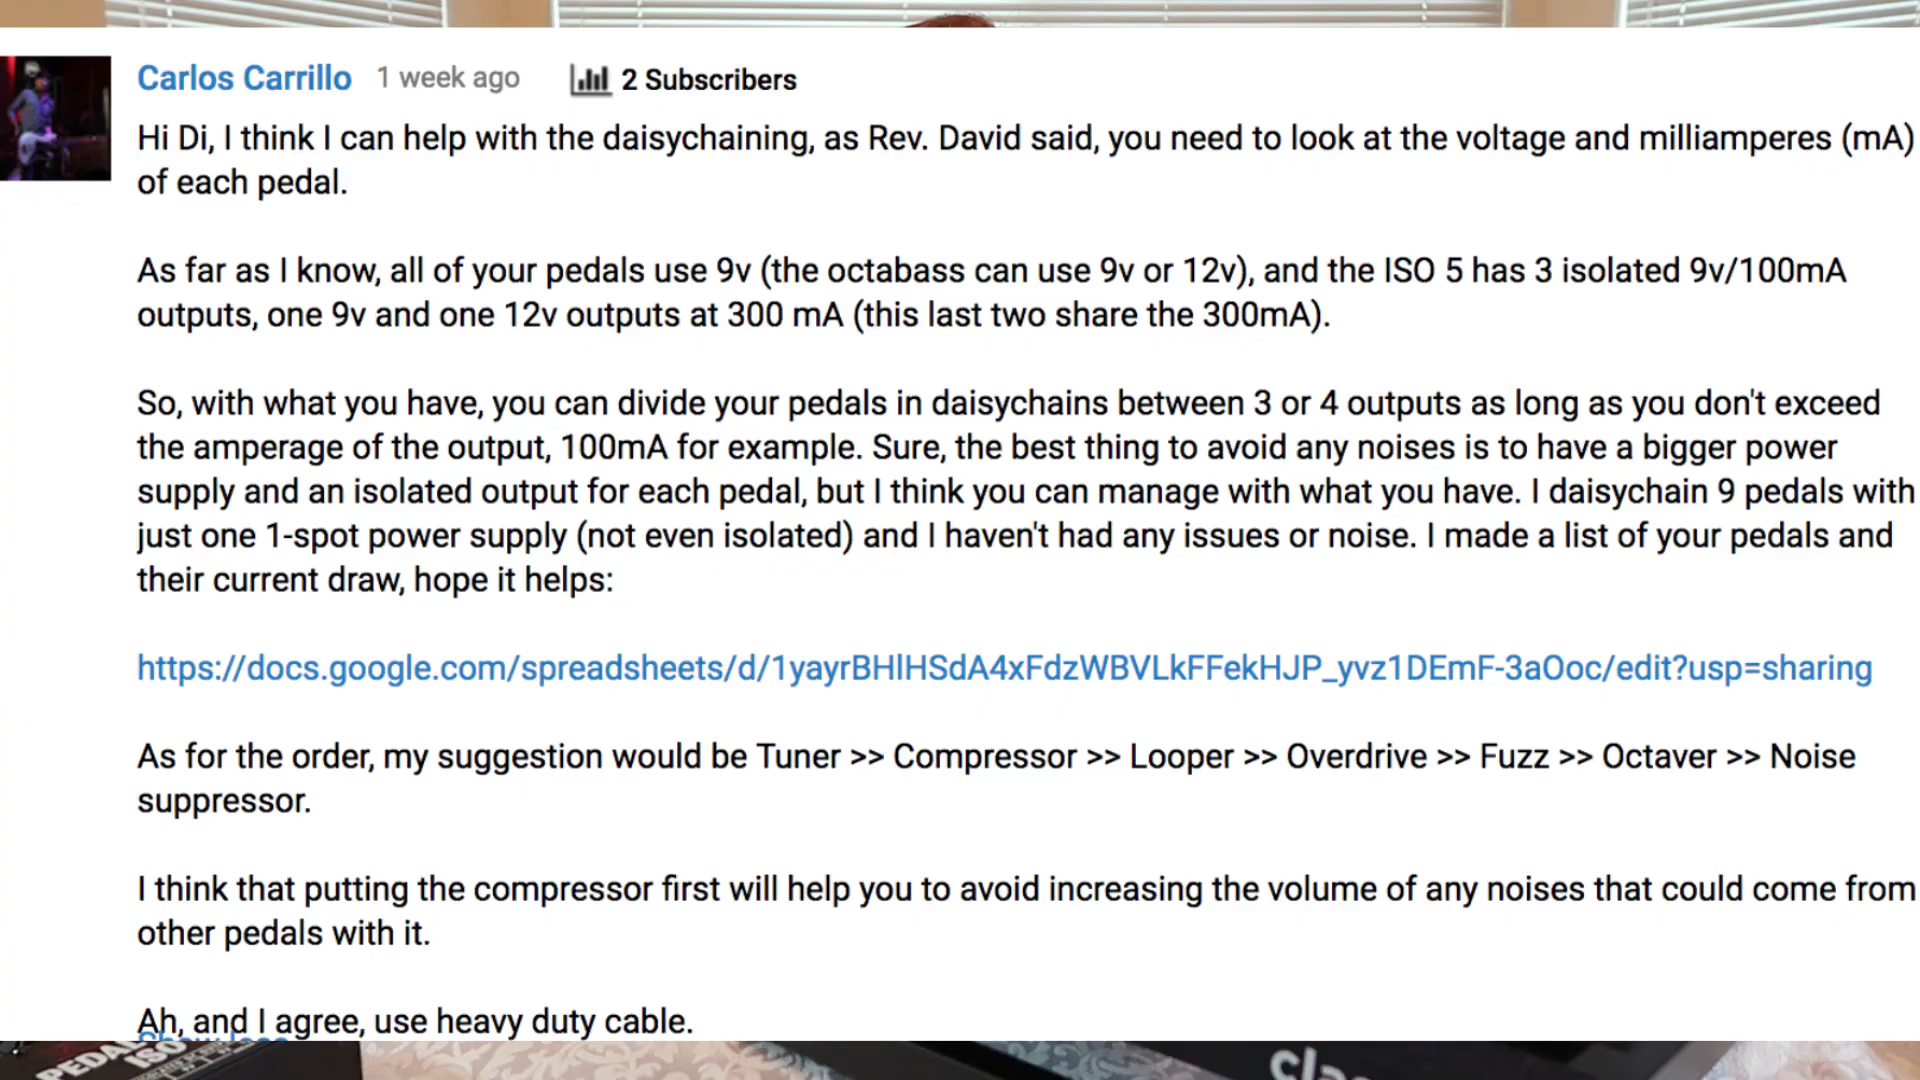 Carlos Carrillo 1 week ago 2 Subscribers
Hi Di, I think I can help with the daisychaining, as Rev. David said, you need to look at the voltage and milliamperes (mA)
of each pedal.
As far as I know, all of your pedals use 9v (the octabass can use 9v or 12v), and the ISO 5 has 3 isolated 9v/100mA
outputs, one 9v and one 12v outputs at 300 mA (this last two share the 300mA).
So, with what you have, you can divide your pedals in daisychains between 3 or 4 outputs as long as you don't exceed
the amperage of the output, 100mA for example. Sure, the best thing to avoid any noises is to have a bigger power
supply and an isolated output for each pedal, but I think you can manage with what you have. I daisychain 9 pedals with
just one 1-spot power supply (not even isolated) and I haven't had any issues or noise. I made a list of your pedals and
their current draw, hope it helps:
https://docs.google.com/spreadsheets/d/1yayrBHlHSdA4xFdzWBVLkFFekHJP_yvz1DEmF-3aOoc/edit?usp=sharing
As for the order, my suggestion would be Tuner >> Compressor >> Looper >> Overdrive >> Fuzz >> Octaver >> Noise
suppressor.
I think that putting the compressor first will help you to avoid increasing the volume of any noises that could come from
other pedals with it.
Ah, and I agree, use heavy duty cable.
Show less
PEDA
ISO
cla